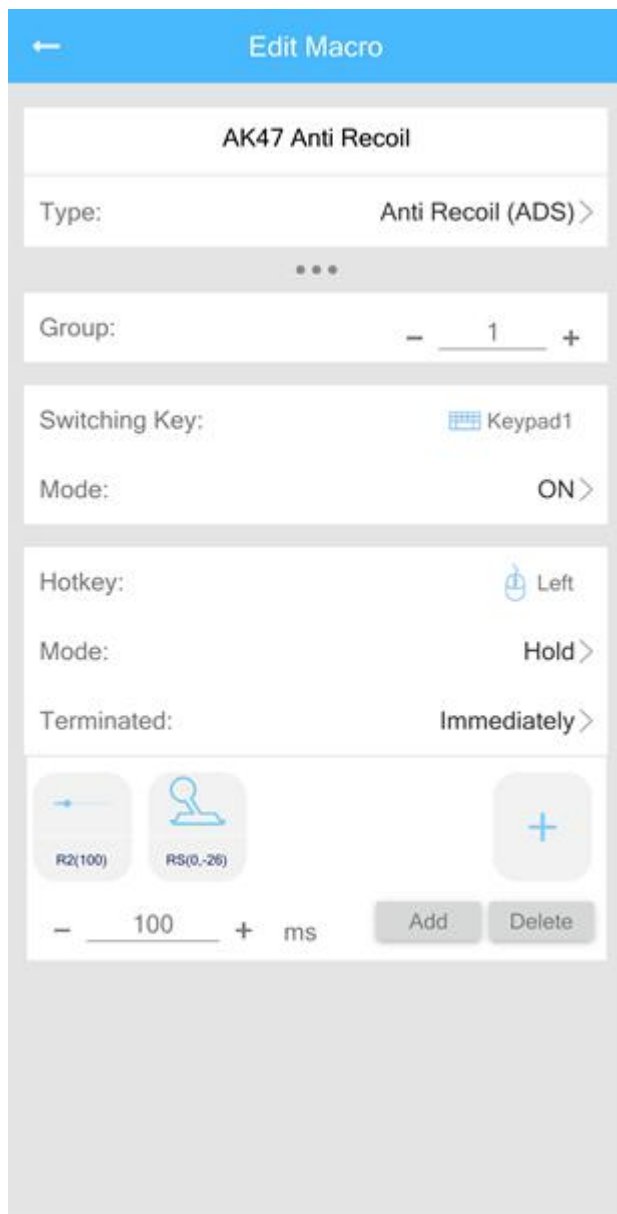 Edit Macro
AK47 Anti Recoil
Type: Anti Recoil (ADS)
Group: 1
Switching Key: Keypad1
Mode: ON
Hotkey: Left
Mode: Hold
Terminated: Immediately
R2(100) RS(0,-26)
100 ms Add Delete